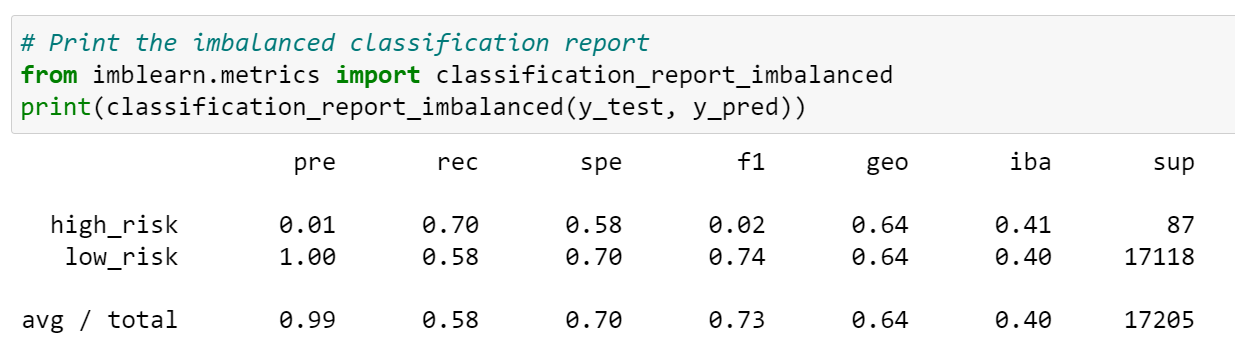 # Print the imbalanced classification report
from imblearn.metrics import classification_report_imbalanced
print(classification_report_imbalanced(y_test, y_pred))
pre rec spe f1 geo iba sup
high_risk 0.01 0.70 0.58 0.02 0.64 0.41 87
low_risk 1.00 0.58 0.70 0.74 0.64 0.40 17118
avg / total 0.99 0.58 0.70 0.73 0.64 0.40 17205